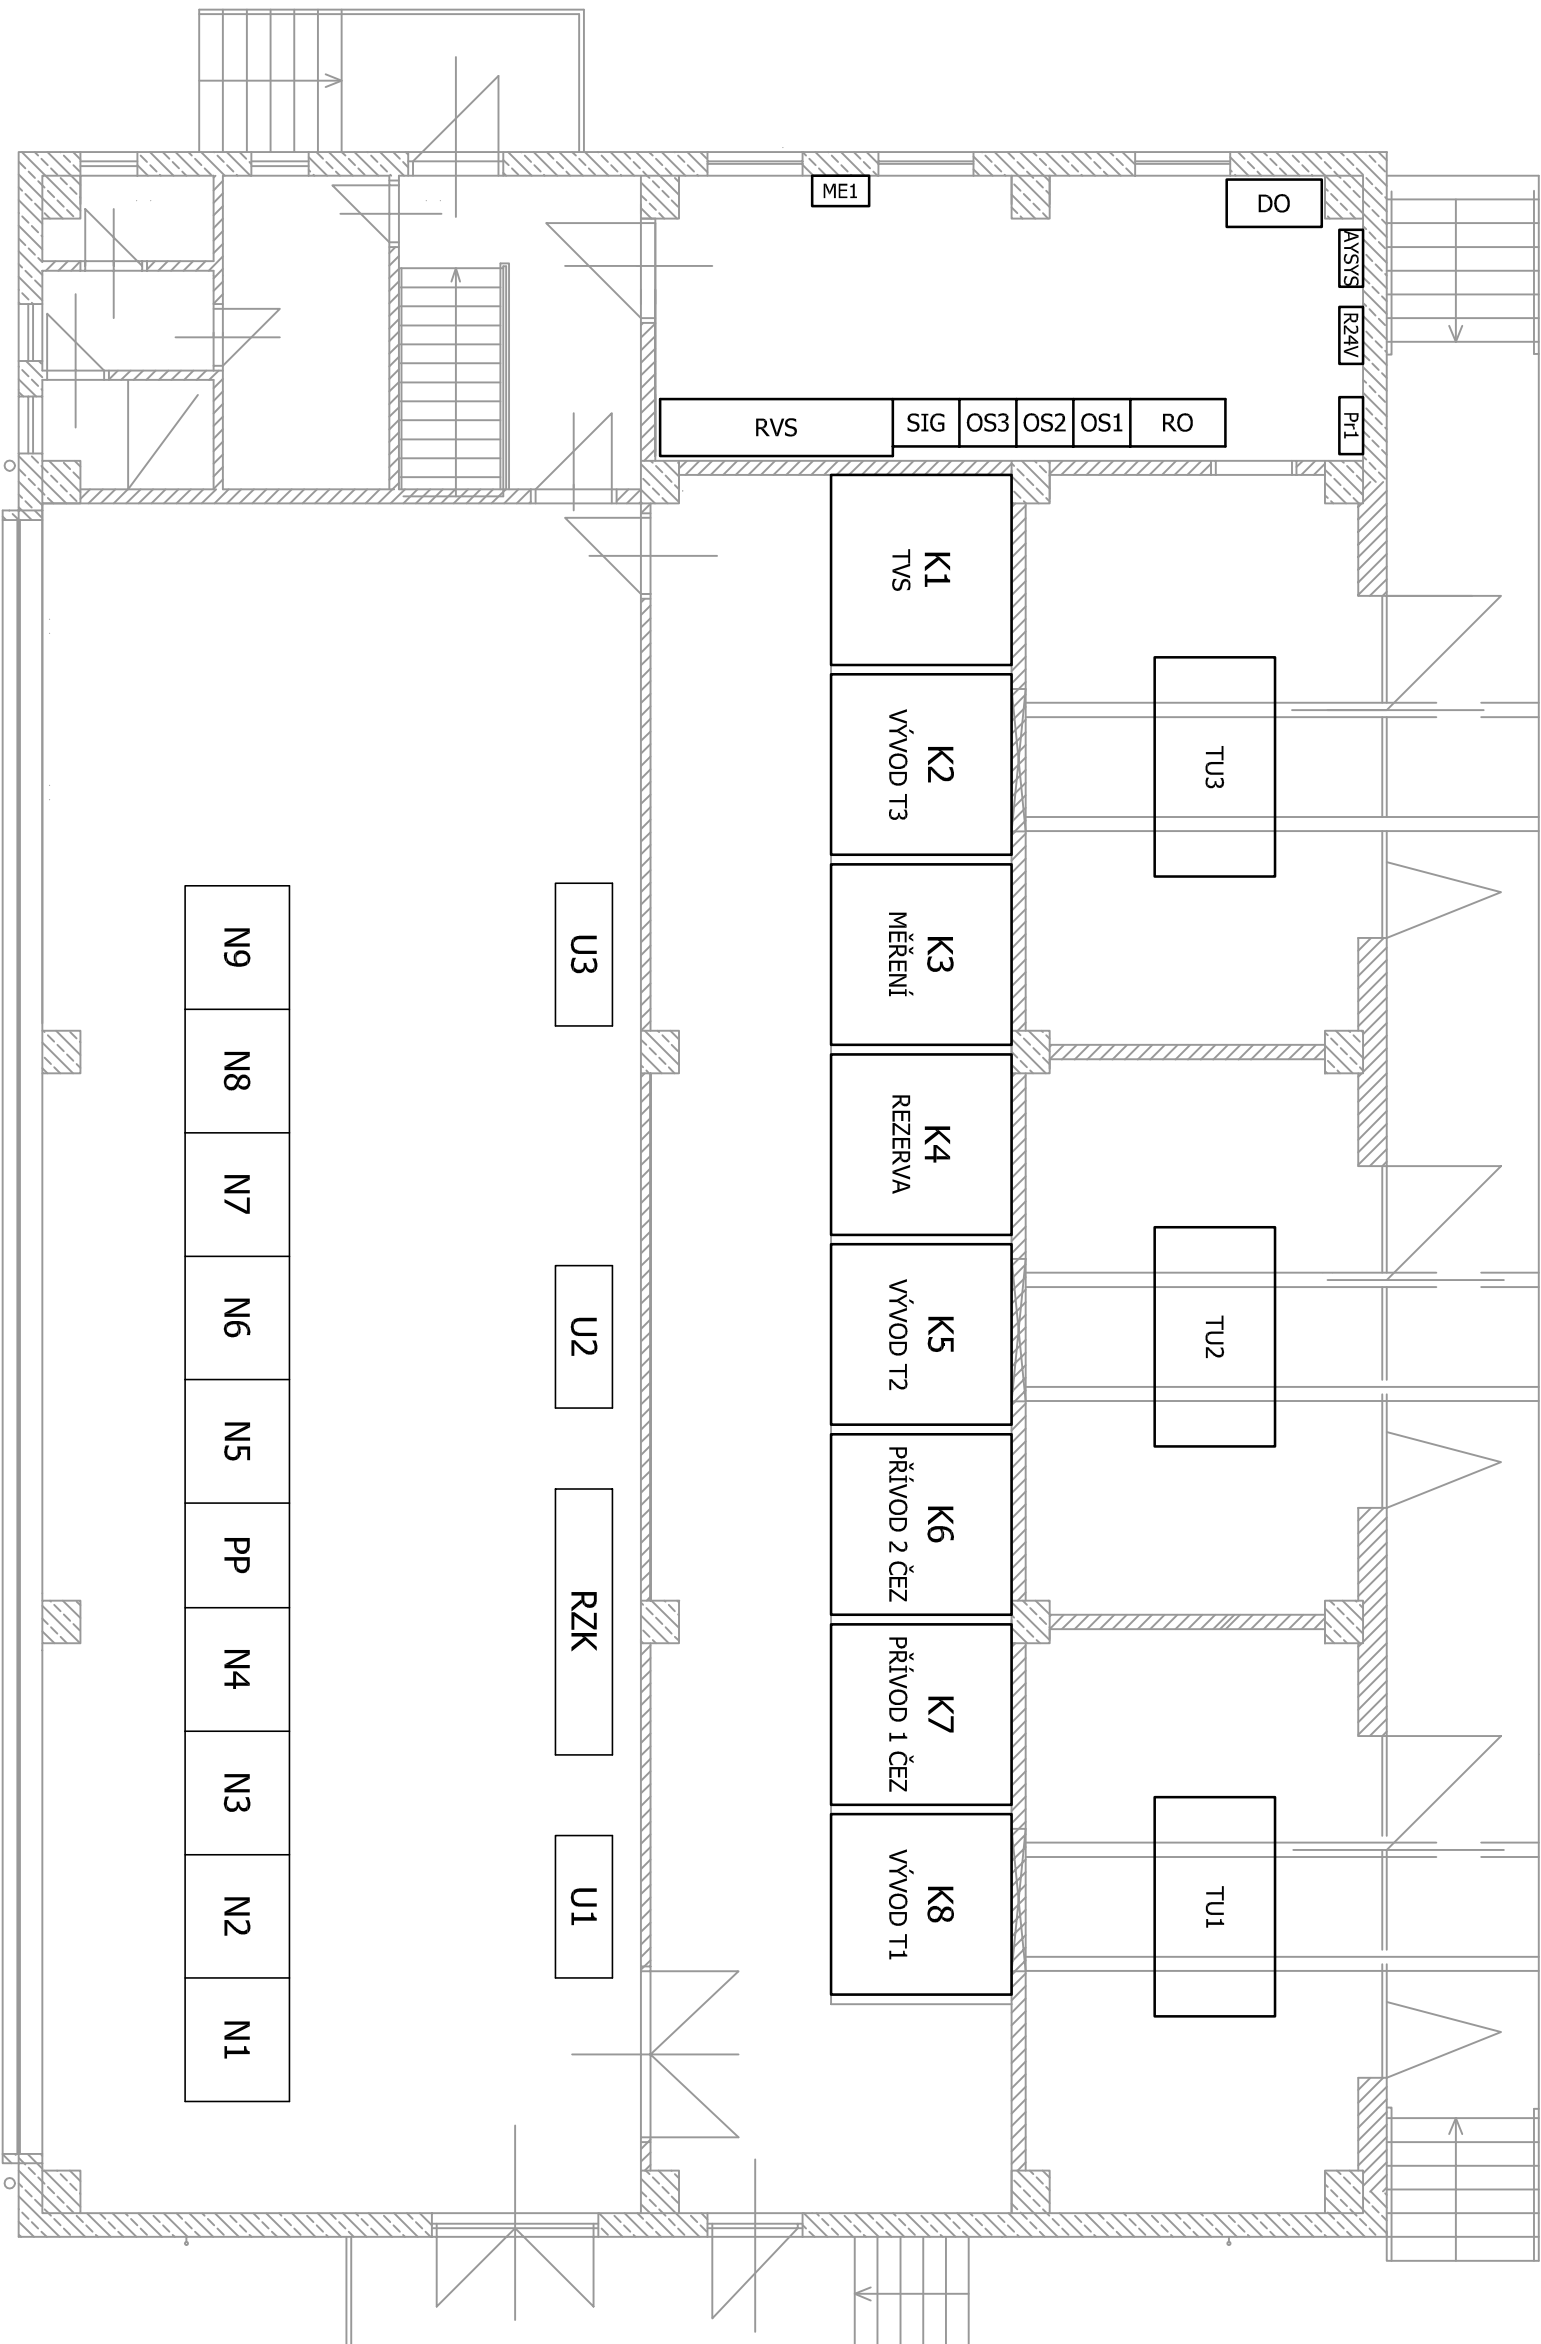 ME1
DO
AYSYS
R24V
Pr1
RVS
SIG
OS3
OS2
OS1
RO
K1
TVS
K2
VÝVOD T3
K3
MĚŘENÍ
K4
REZERVA
K5
VÝVOD T2
K6
PŘÍVOD 2 ČEZ
K7
PŘÍVOD 1 ČEZ
K8
VÝVOD T1
TU3
TU2
TU1
U3
U2
RZK
U1
N9
N8
N7
N6
N5
PP
N4
N3
N2
N1